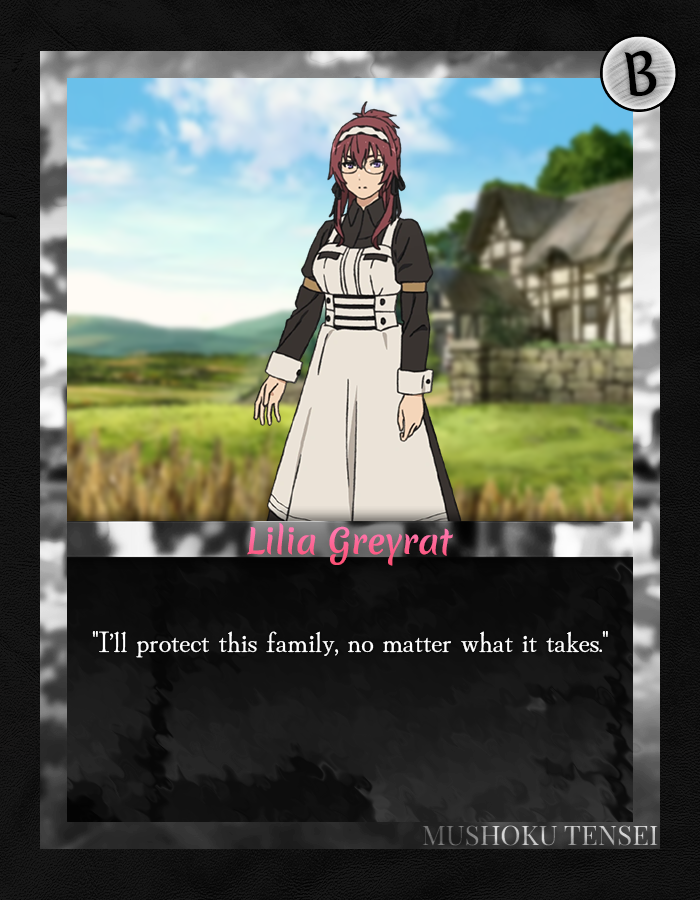 B
Lilia Greyrat
"I'll protect this family, no matter what it takes."
MUSHOKU TENSEI